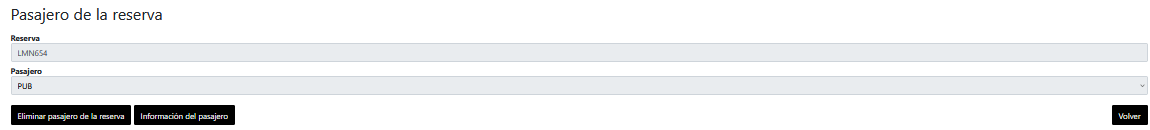 Pasajero de la reserva
Reserva
LMN654
Pasajero
PUB
Eliminar pasajero de la reserva Información del pasajero Volver